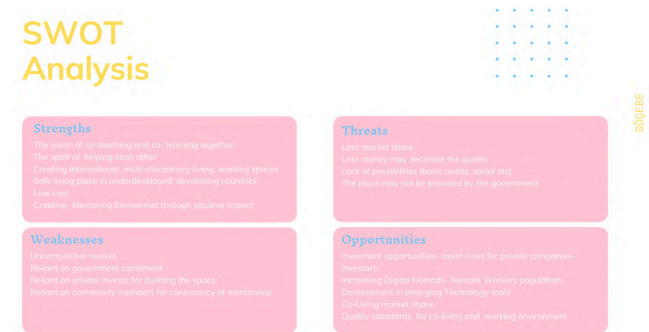 SWOT
Analysis
GÖÇEBE
Strengths
The vision of co-teaching and co- learning together.
The spirit of helping each other
Creating international, multi-disciplinary living, working spaces
Safe living place in underdeveloped, developing countries
Low cost
Craetive- Mentoring Environmet through positive impact
Threats
Less market share
Less money may decrease the quality
Lack of possibilities (basic needs, social etc)
The place may not be provided by the government
Weaknesses
Uncompetitive market
Reliant on government comitment
Reliant on private invests for building the space
Reliant on community members for consistency of mentorship
Opportunities
Invesment opportunities- asset class for private companies-
investors
Increasing Digital Nomads- Remote Workers population
Development in emerging Technology tools
Co-Living market share
Quality standards for co-living and working environment